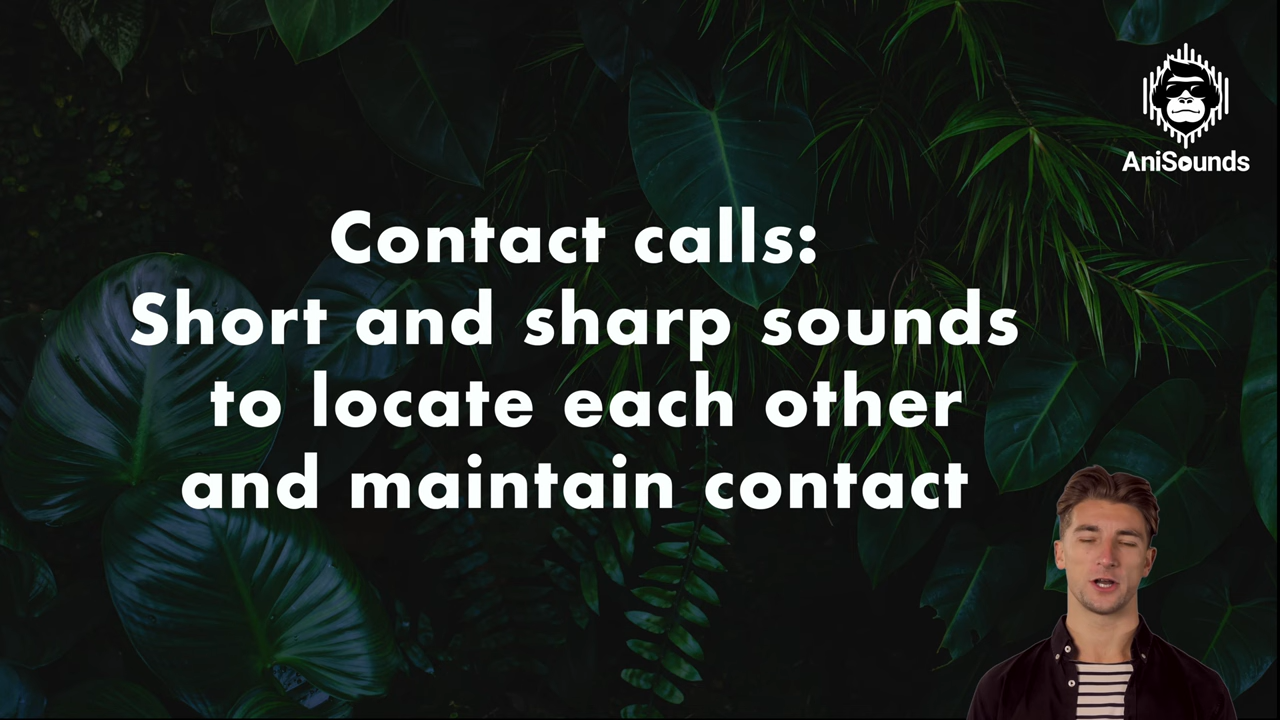 AniSounds
Contact calls:
Short and sharp sounds
to locate each other
and maintain contact